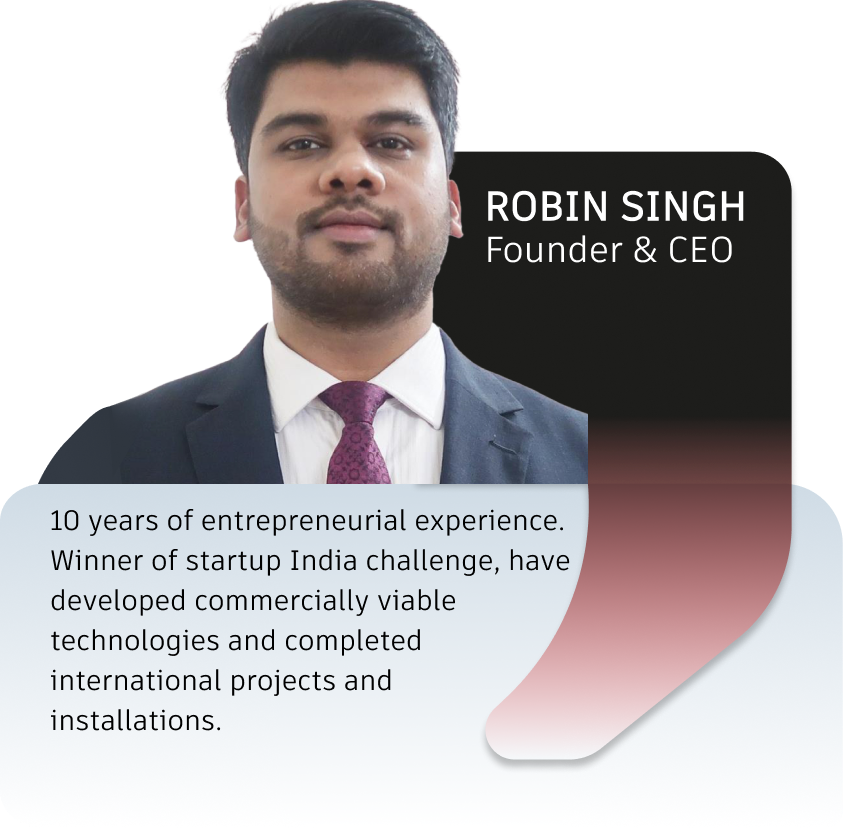 ROBIN SINGH
Founder & CEO
10 years of entrepreneurial experience.
Winner of startup India challenge, have
developed commercially viable
technologies and completed
international projects and
installations.